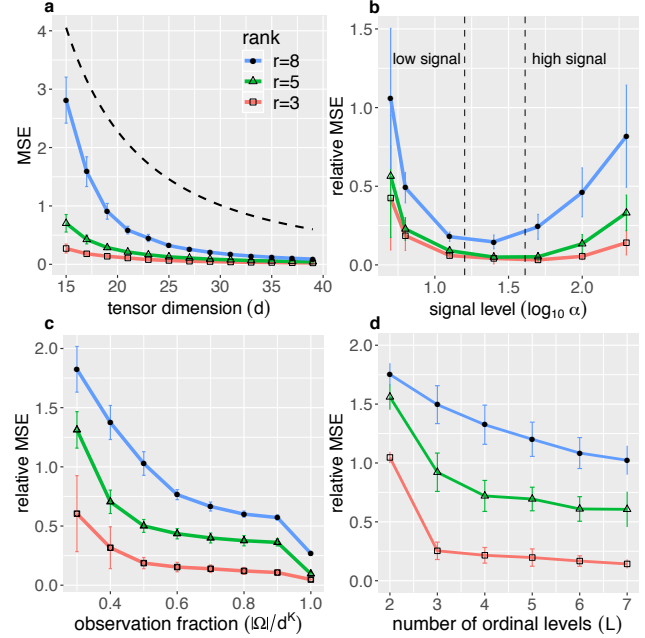 a
rank
r=8
r=5
r=3
MSE
4
3
2
1
0
15 20 25 30 35 40
tensor dimension (d)
b
low signal
high signal
relative MSE
1.5
1.0
0.5
0.0
1.0 1.5 2.0
signal level (log₁₀ α)
c
relative MSE
2.0
1.5
1.0
0.5
0.0
0.4 0.6 0.8 1.0
observation fraction (|Ω|/dᴷ)
d
relative MSE
2.0
1.5
1.0
0.5
0.0
2 3 4 5 6 7
number of ordinal levels (L)